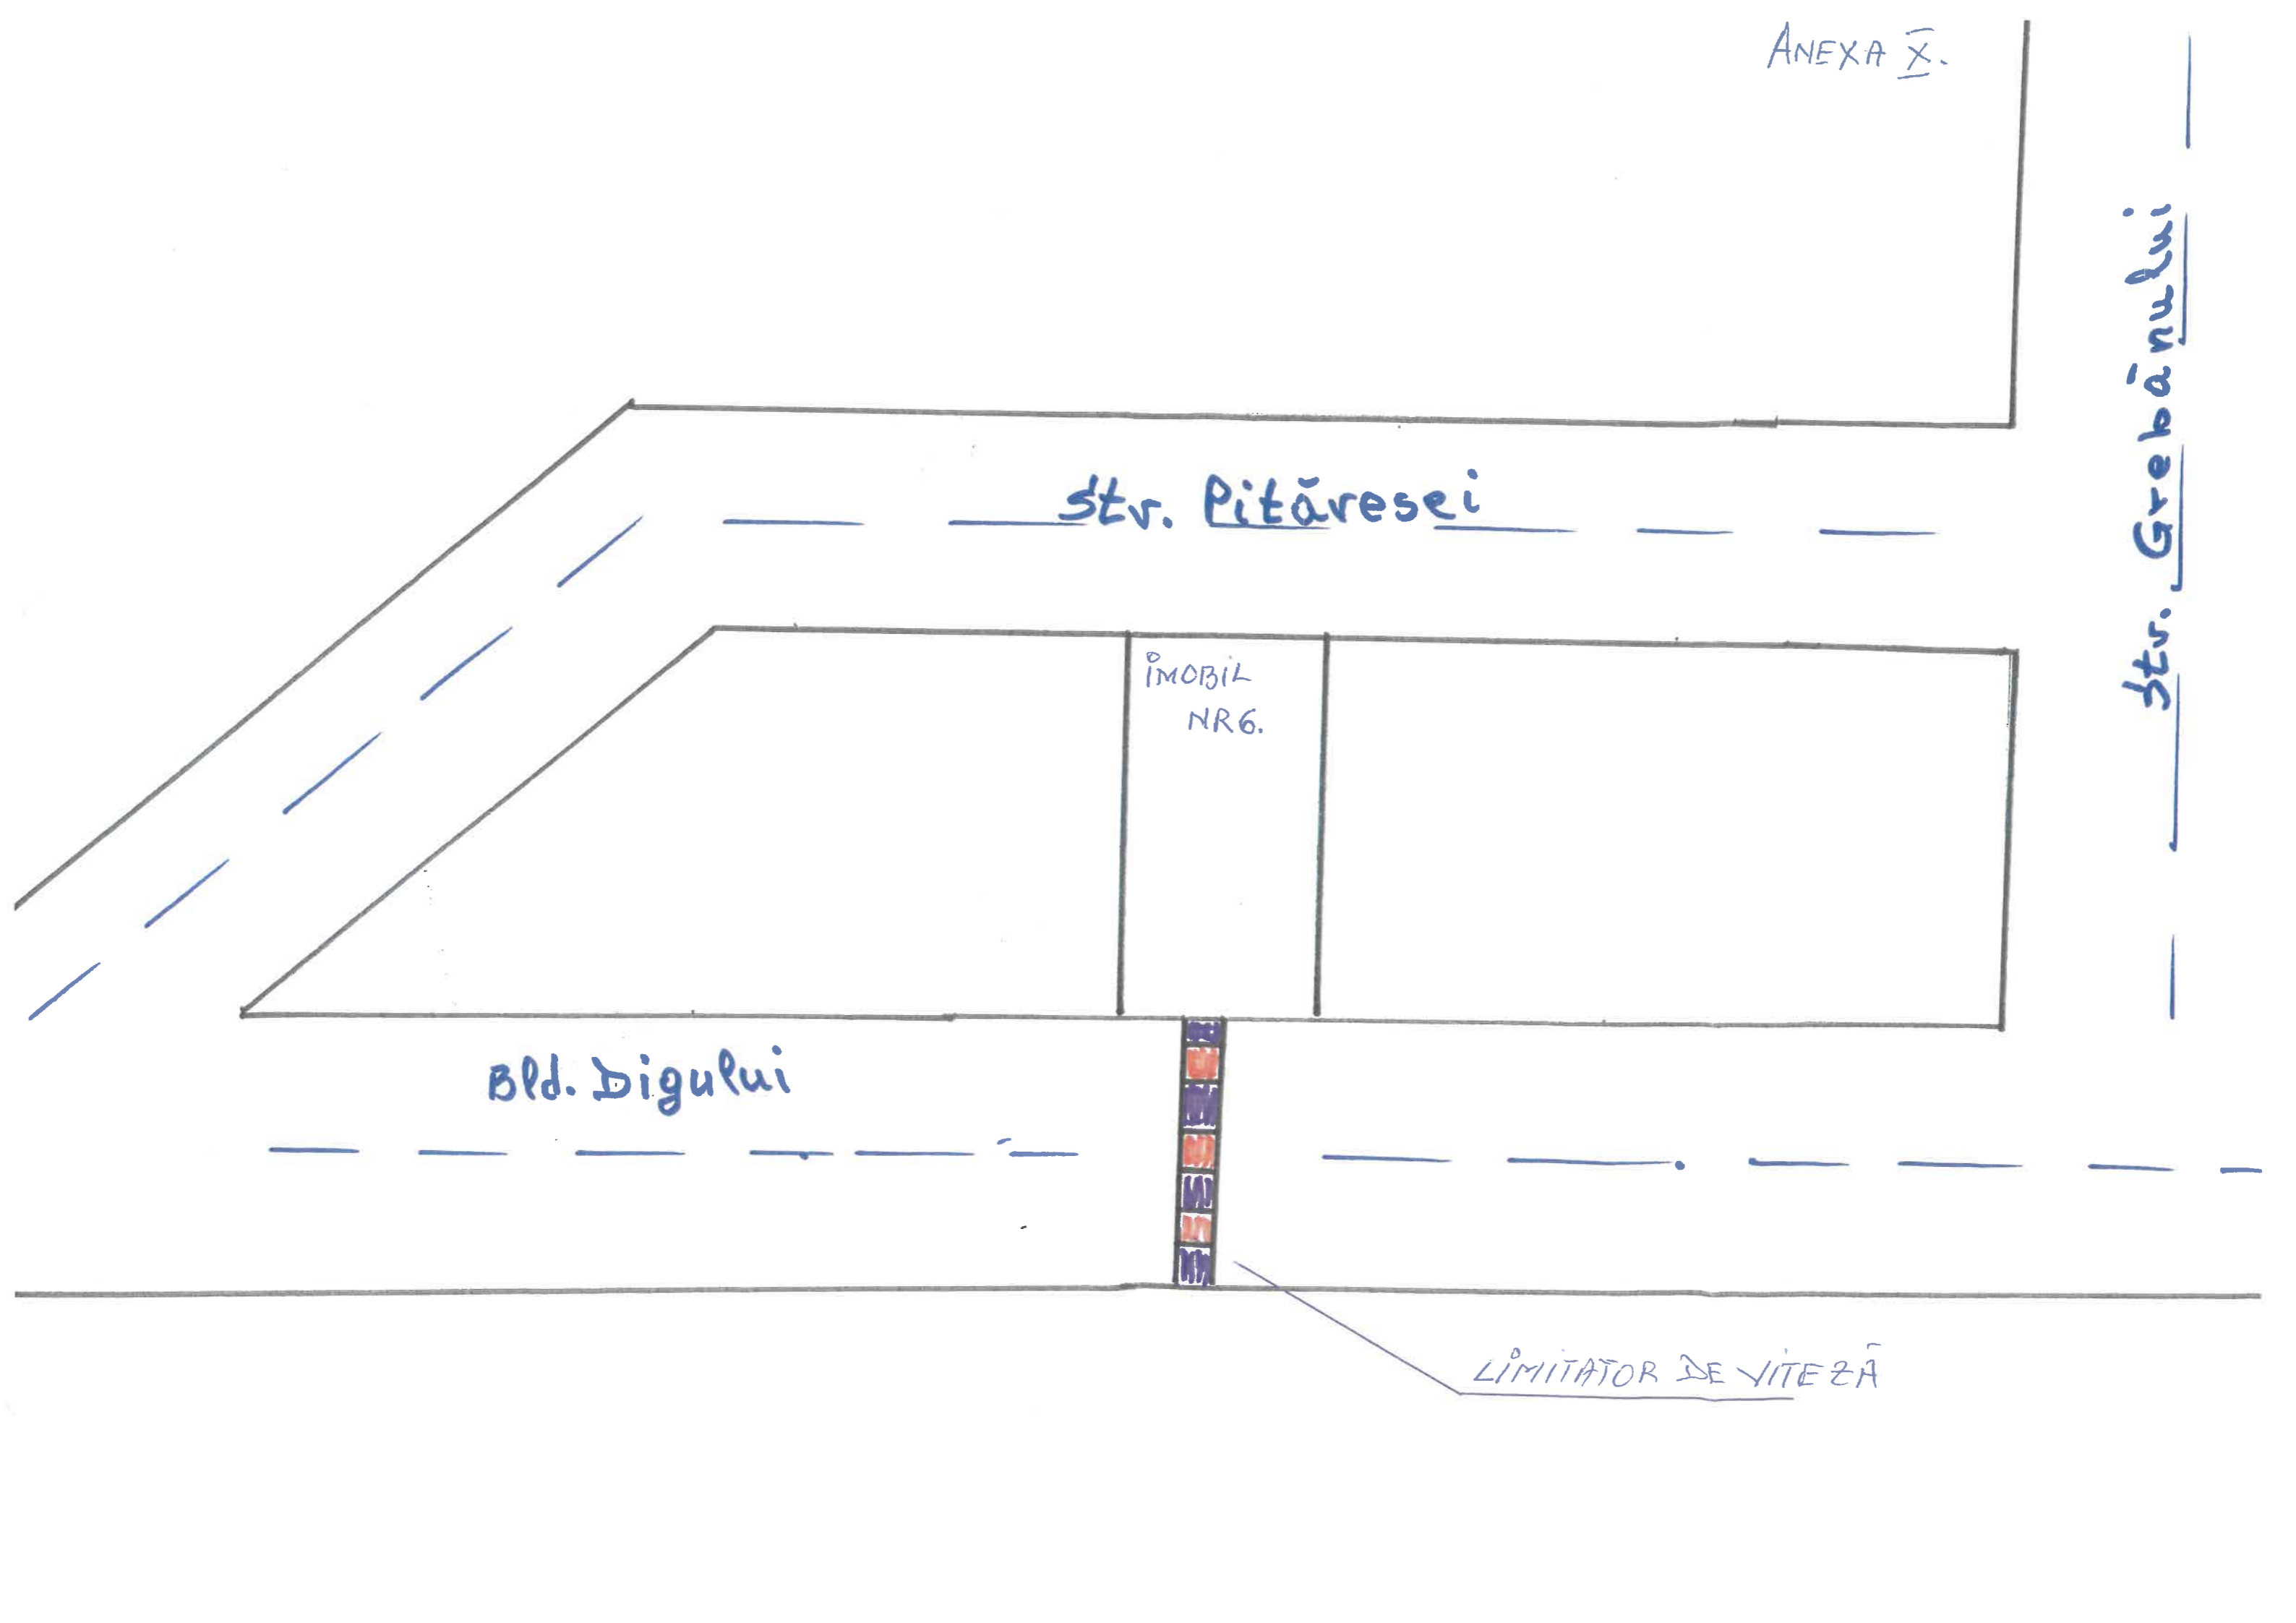 ANEXA X.
Str. Grebănului
Str. Pităresei
IMOBIL
NR6.
Bld. Digului
LIMITATOR DE VITEZĂ